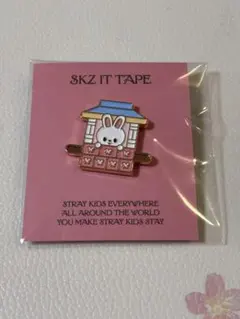 SKZ IT TAPE
STRAY KIDS EVERYWHERE
ALL AROUND THE WORLD
YOU MAKE STRAY KIDS STAY